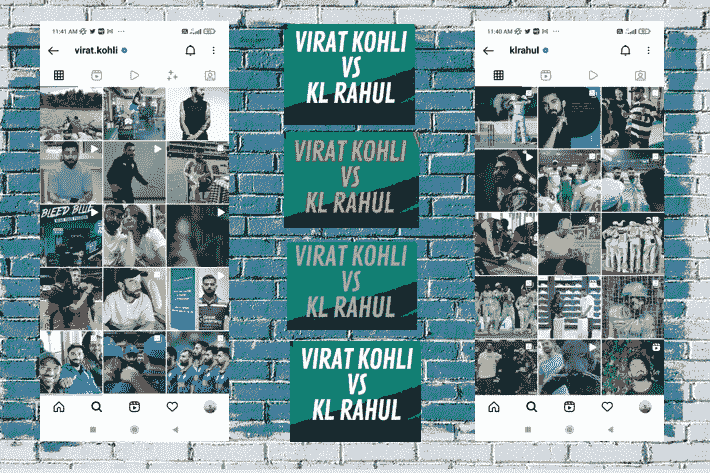 11:41 AM
virat.kohli
BLEED BLUE
VIRAT KOHLI
VS
KL RAHUL
VIRAT KOHLI
VS
KL RAHUL
VIRAT KOHLI
VS
KL RAHUL
VIRAT KOHLI
VS
KL RAHUL
11:40 AM
klrahul